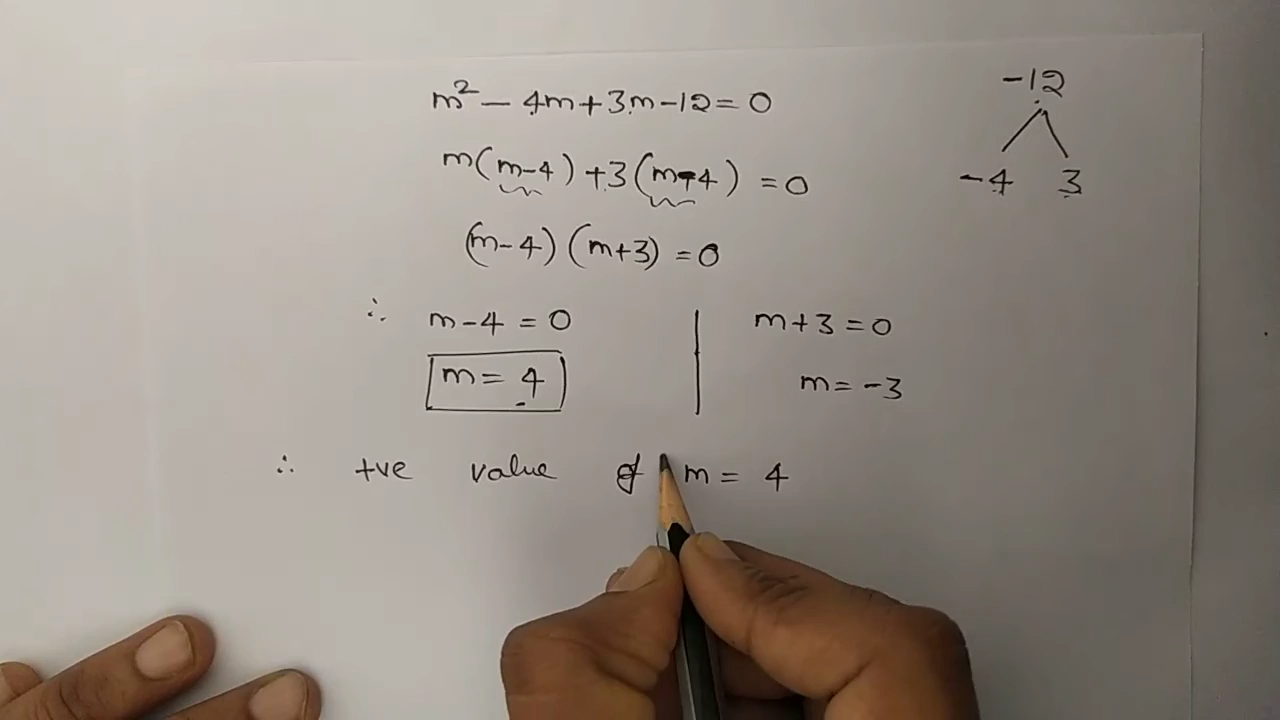 m² - 4m + 3m - 12 = 0
-12
m(m-4) + 3(m-4) = 0
-4 3
(m-4)(m+3) = 0
∴ m-4 = 0
m+3 = 0
m = 4
m = -3
∴ +ve value of m = 4